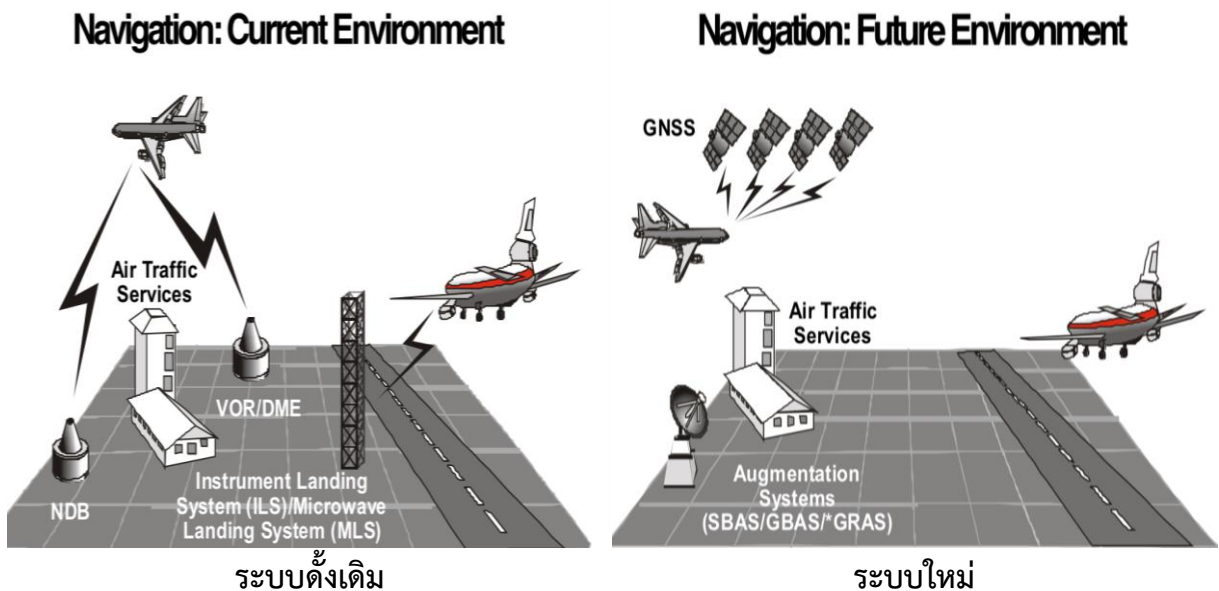 Navigation: Current Environment
Air Traffic
Services
VOR/DME
NDB
Instrument Landing
System (ILS)/Microwave
Landing System (MLS)
ระบบดั้งเดิม
Navigation: Future Environment
GNSS
Air Traffic
Services
Augmentation
Systems
(SBAS/GBAS/*GRAS)
ระบบใหม่